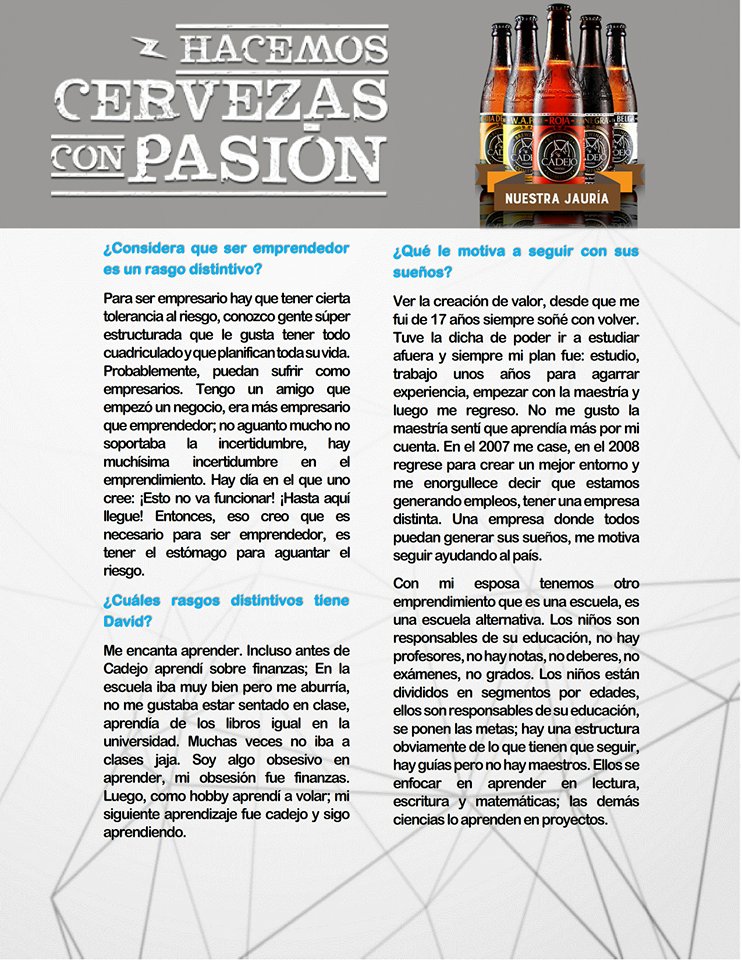 HACEMOS
CERVEZAS
CON PASIÓN
W.A.P.A.
ROJA
NEGRA
BELGA
CADEJO
CADEJO
CADEJO
NUESTRA JAURÍA
¿Considera que ser emprendedor
es un rasgo distintivo?
Para ser empresario hay que tener cierta
tolerancia al riesgo, conozco gente súper
estructurada que le gusta tener todo
cuadriculado y que planifican toda su vida.
Probablemente, puedan sufrir como
empresarios. Tengo un amigo que
empezó un negocio, era más empresario
que emprendedor; no aguanto mucho no
soportaba la incertidumbre, hay
muchísima incertidumbre en el
emprendimiento. Hay día en el que uno
cree: ¡Esto no va funcionar! ¡Hasta aquí
llegue! Entonces, eso creo que es
necesario para ser emprendedor, es
tener el estómago para aguantar el
riesgo.
¿Cuáles rasgos distintivos tiene
David?
Me encanta aprender. Incluso antes de
Cadejo aprendí sobre finanzas; En la
escuela iba muy bien pero me aburría,
no me gustaba estar sentado en clase,
aprendía de los libros igual en la
universidad. Muchas veces no iba a
clases jaja. Soy algo obsesivo en
aprender, mi obsesión fue finanzas.
Luego, como hobby aprendí a volar; mi
siguiente aprendizaje fue cadejo y sigo
aprendiendo.
¿Qué le motiva a seguir con sus
sueños?
Ver la creación de valor, desde que me
fui de 17 años siempre soñé con volver.
Tuve la dicha de poder ir a estudiar
afuera y siempre mi plan fue: estudio,
trabajo unos años para agarrar
experiencia, empezar con la maestría y
luego me regreso. No me gusto la
maestría sentí que aprendía más por mi
cuenta. En el 2007 me case, en el 2008
regrese para crear un mejor entorno y
me enorgullece decir que estamos
generando empleos, tener una empresa
distinta. Una empresa donde todos
puedan generar sus sueños, me motiva
seguir ayudando al país.
Con mi esposa tenemos otro
emprendimiento que es una escuela, es
una escuela alternativa. Los niños son
responsables de su educación, no hay
profesores, no hay notas, no deberes, no
exámenes, no grados. Los niños están
divididos en segmentos por edades,
ellos son responsables de su educación,
se ponen las metas; hay una estructura
obviamente de lo que tienen que seguir,
hay guías pero no hay maestros. Ellos se
enfocar en aprender en lectura,
escritura y matemáticas; las demás
ciencias lo aprenden en proyectos.